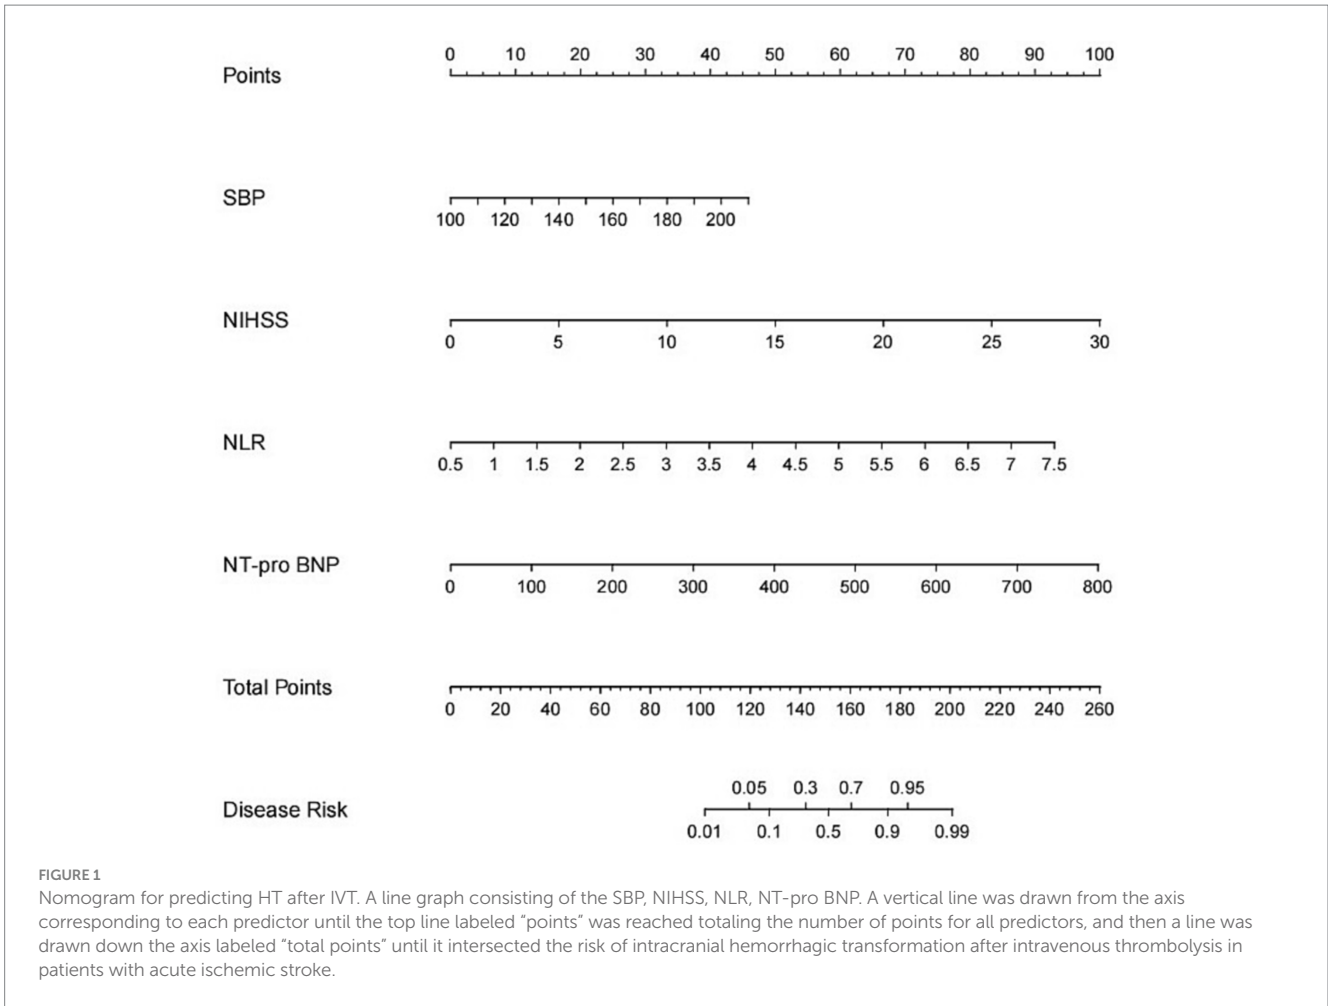 0 10 20 30 40 50 60 70 80 90 100
Points
SBP
100 120 140 160 180 200
NIHSS
0 5 10 15 20 25 30
NLR
0.5 1 1.5 2 2.5 3 3.5 4 4.5 5 5.5 6 6.5 7 7.5
NT-pro BNP
0 100 200 300 400 500 600 700 800
Total Points
0 20 40 60 80 100 120 140 160 180 200 220 240 260
0.05 0.3 0.7 0.95
Disease Risk
0.01 0.1 0.5 0.9 0.99
FIGURE 1
Nomogram for predicting HT after IVT. A line graph consisting of the SBP, NIHSS, NLR, NT-pro BNP. A vertical line was drawn from the axis
corresponding to each predictor until the top line labeled “points” was reached totaling the number of points for all predictors, and then a line was
drawn down the axis labeled “total points” until it intersected the risk of intracranial hemorrhagic transformation after intravenous thrombolysis in
patients with acute ischemic stroke.